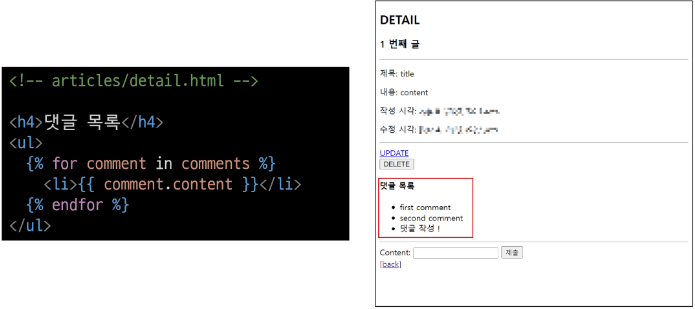 <!-- articles/detail.html -->
<h4>댓글 목록</h4>
<ul>
{% for comment in comments %}
<li>{{ comment.content }}</li>
{% endfor %}
</ul>
DETAIL
1 번째 글
제목: title
내용: content
작성 시각:
수정 시각:
UPDATE
DELETE
댓글 목록
• first comment
• second comment
• 댓글 작성 !
Content: 제출
[back]